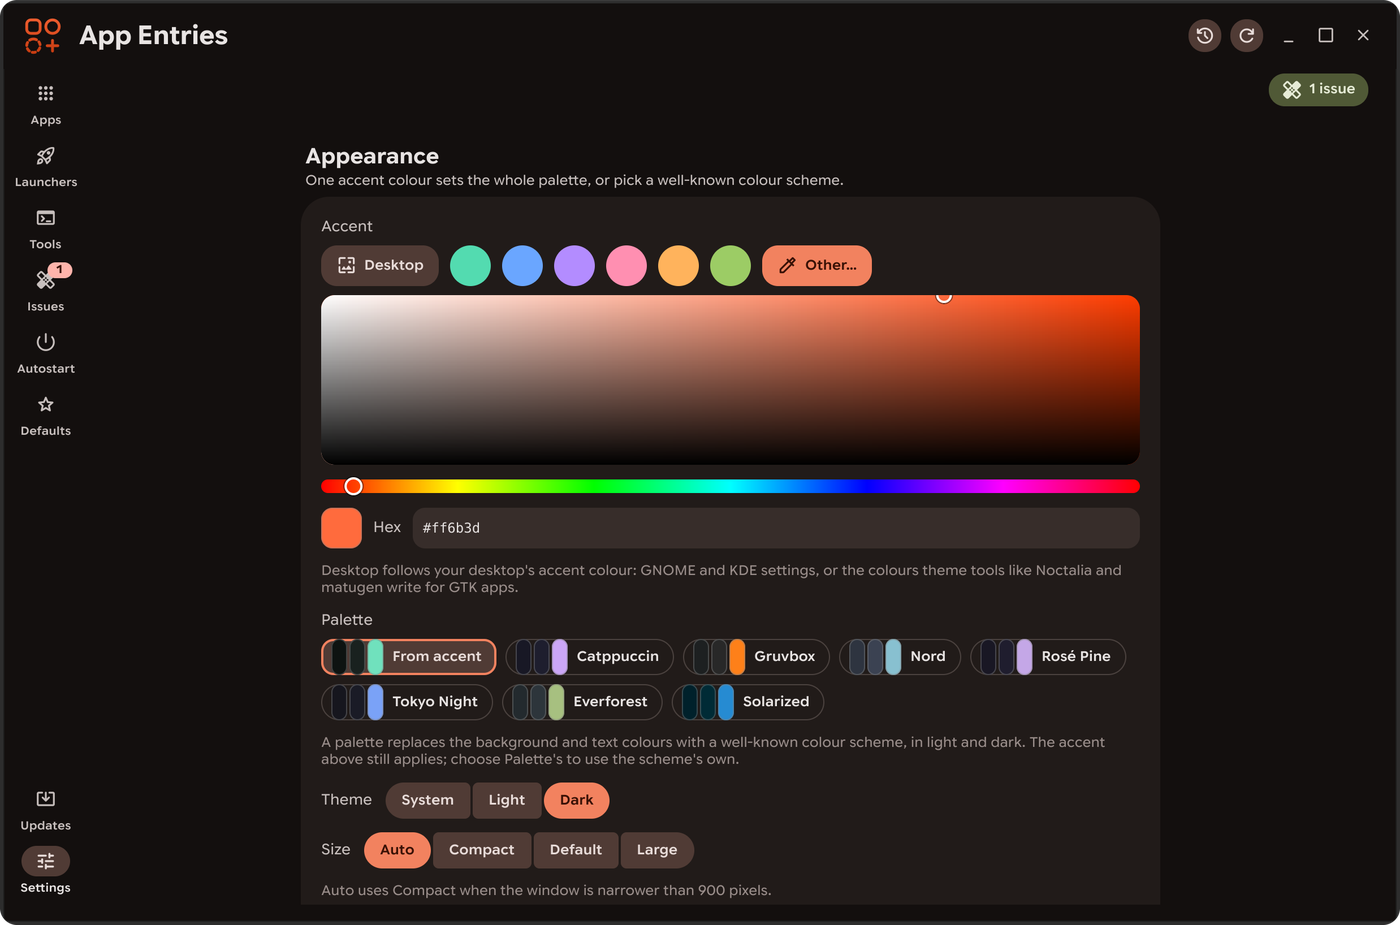 App Entries
1 issue
Apps
Launchers
Tools
1
Issues
Autostart
Defaults
Updates
Settings
Appearance
One accent colour sets the whole palette, or pick a well-known colour scheme.
Accent
Desktop
Other...
Hex
#ff6b3d
Desktop follows your desktop's accent colour: GNOME and KDE settings, or the colours theme tools like Noctalia and
matugen write for GTK apps.
Palette
From accent
Catppuccin
Gruvbox
Nord
Rosé Pine
Tokyo Night
Everforest
Solarized
A palette replaces the background and text colours with a well-known colour scheme, in light and dark. The accent
above still applies; choose Palette's to use the scheme's own.
Theme
System
Light
Dark
Size
Auto
Compact
Default
Large
Auto uses Compact when the window is narrower than 900 pixels.